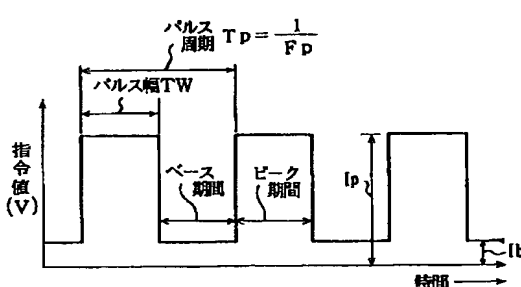 パルス
周期 Tp=1/Fp
パルス幅TW
指令値
(V)
ベース
期間
ピーク
期間
Ip
Ib
時間